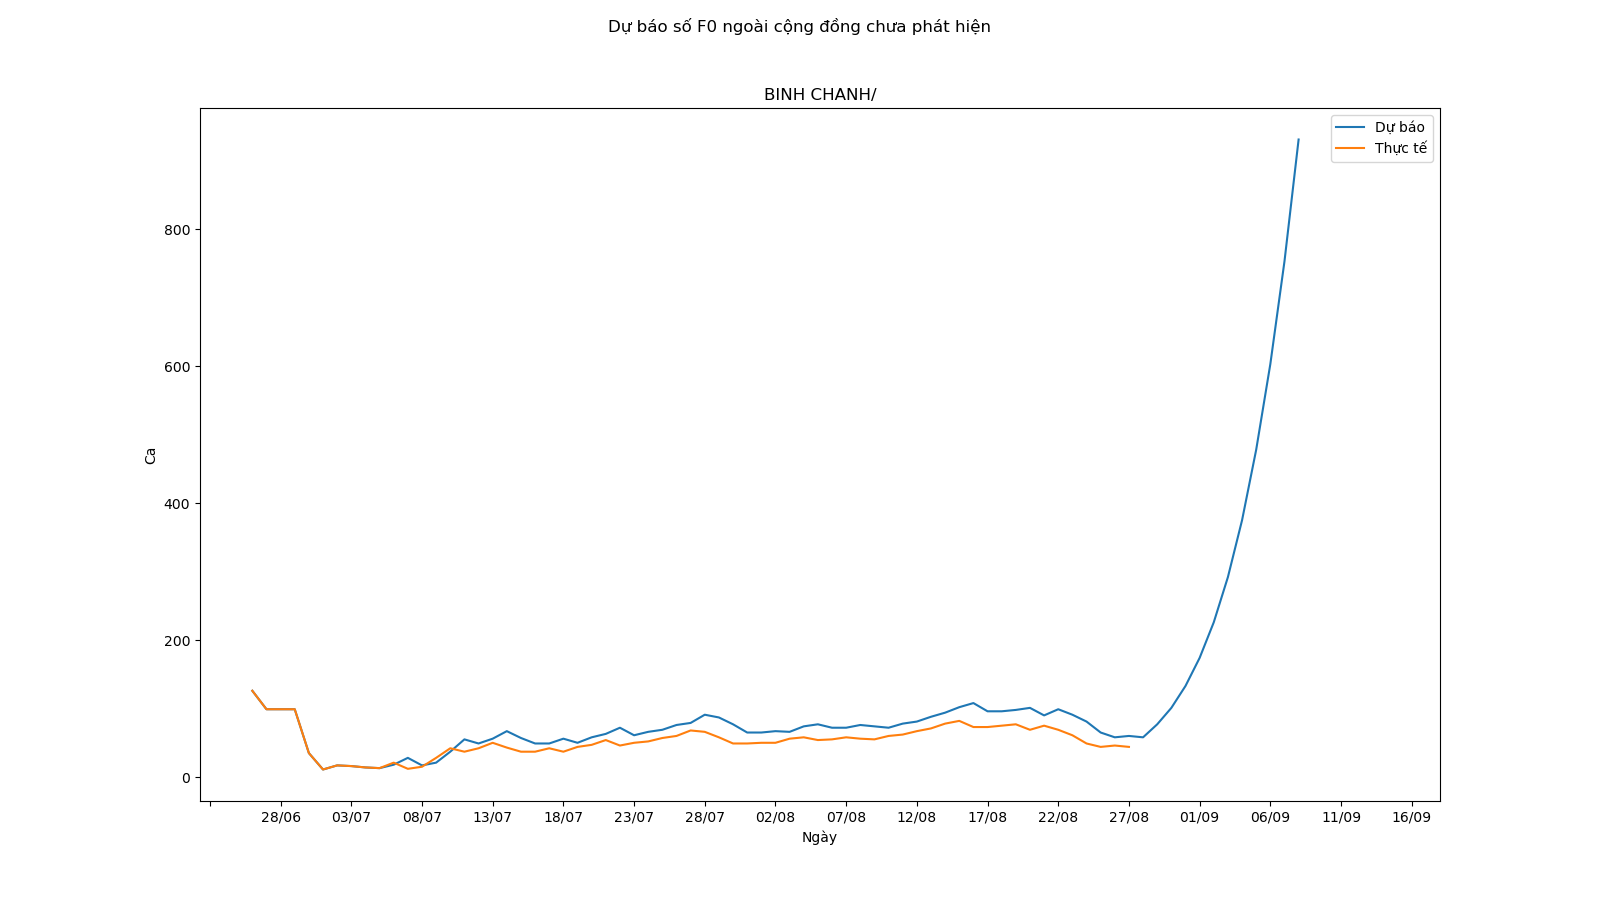 Dự báo số F0 ngoài cộng đồng chưa phát hiện
BINH CHANH/
Dự báo
Thực tế
800
600
400
200
0
Ca
28/06 03/07 08/07 13/07 18/07 23/07 28/07 02/08 07/08 12/08 17/08 22/08 27/08 01/09 06/09 11/09 16/09
Ngày